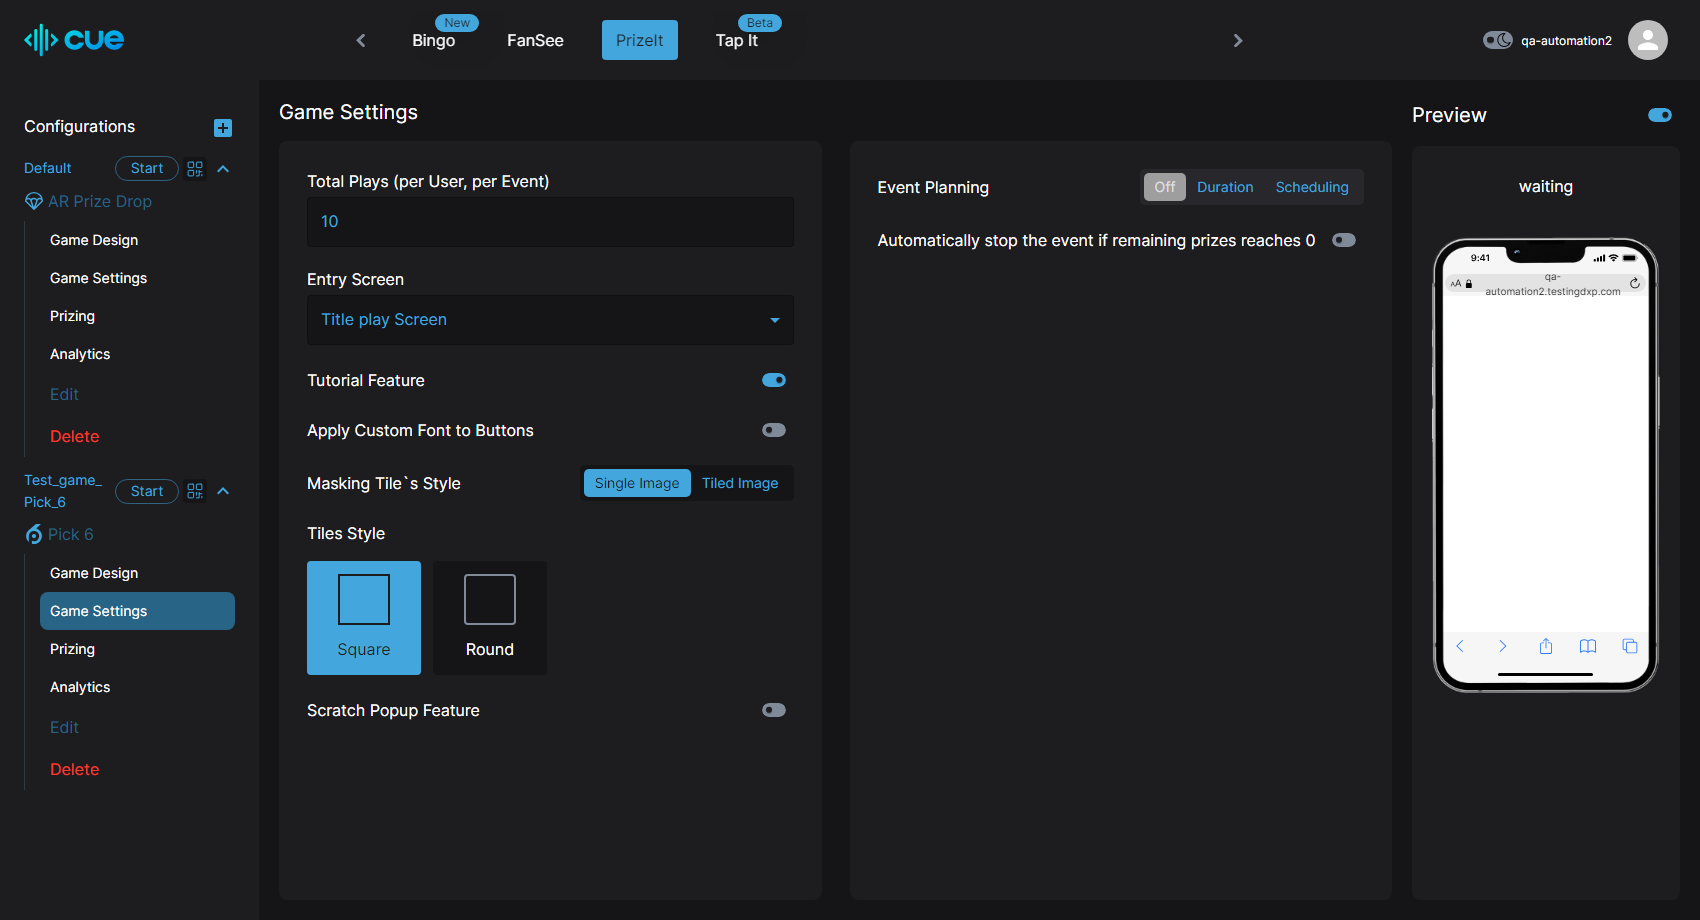 cue
New
Bingo
FanSee
PrizeIt
Beta
Tap It
qa-automation2
Configurations
Default
Start
AR Prize Drop
Game Design
Game Settings
Prizing
Analytics
Edit
Delete
Test_game_
Pick_6
Start
Pick 6
Game Design
Game Settings
Prizing
Analytics
Edit
Delete
Game Settings
Total Plays (per User, per Event)
10
Entry Screen
Title play Screen
Tutorial Feature
Apply Custom Font to Buttons
Masking Tile`s Style
Single Image
Tiled Image
Tiles Style
Square
Round
Scratch Popup Feature
Event Planning
Off
Duration
Scheduling
Automatically stop the event if remaining prizes reaches 0
Preview
waiting
9:41
AA
qa-
automation2.testingdxp.com